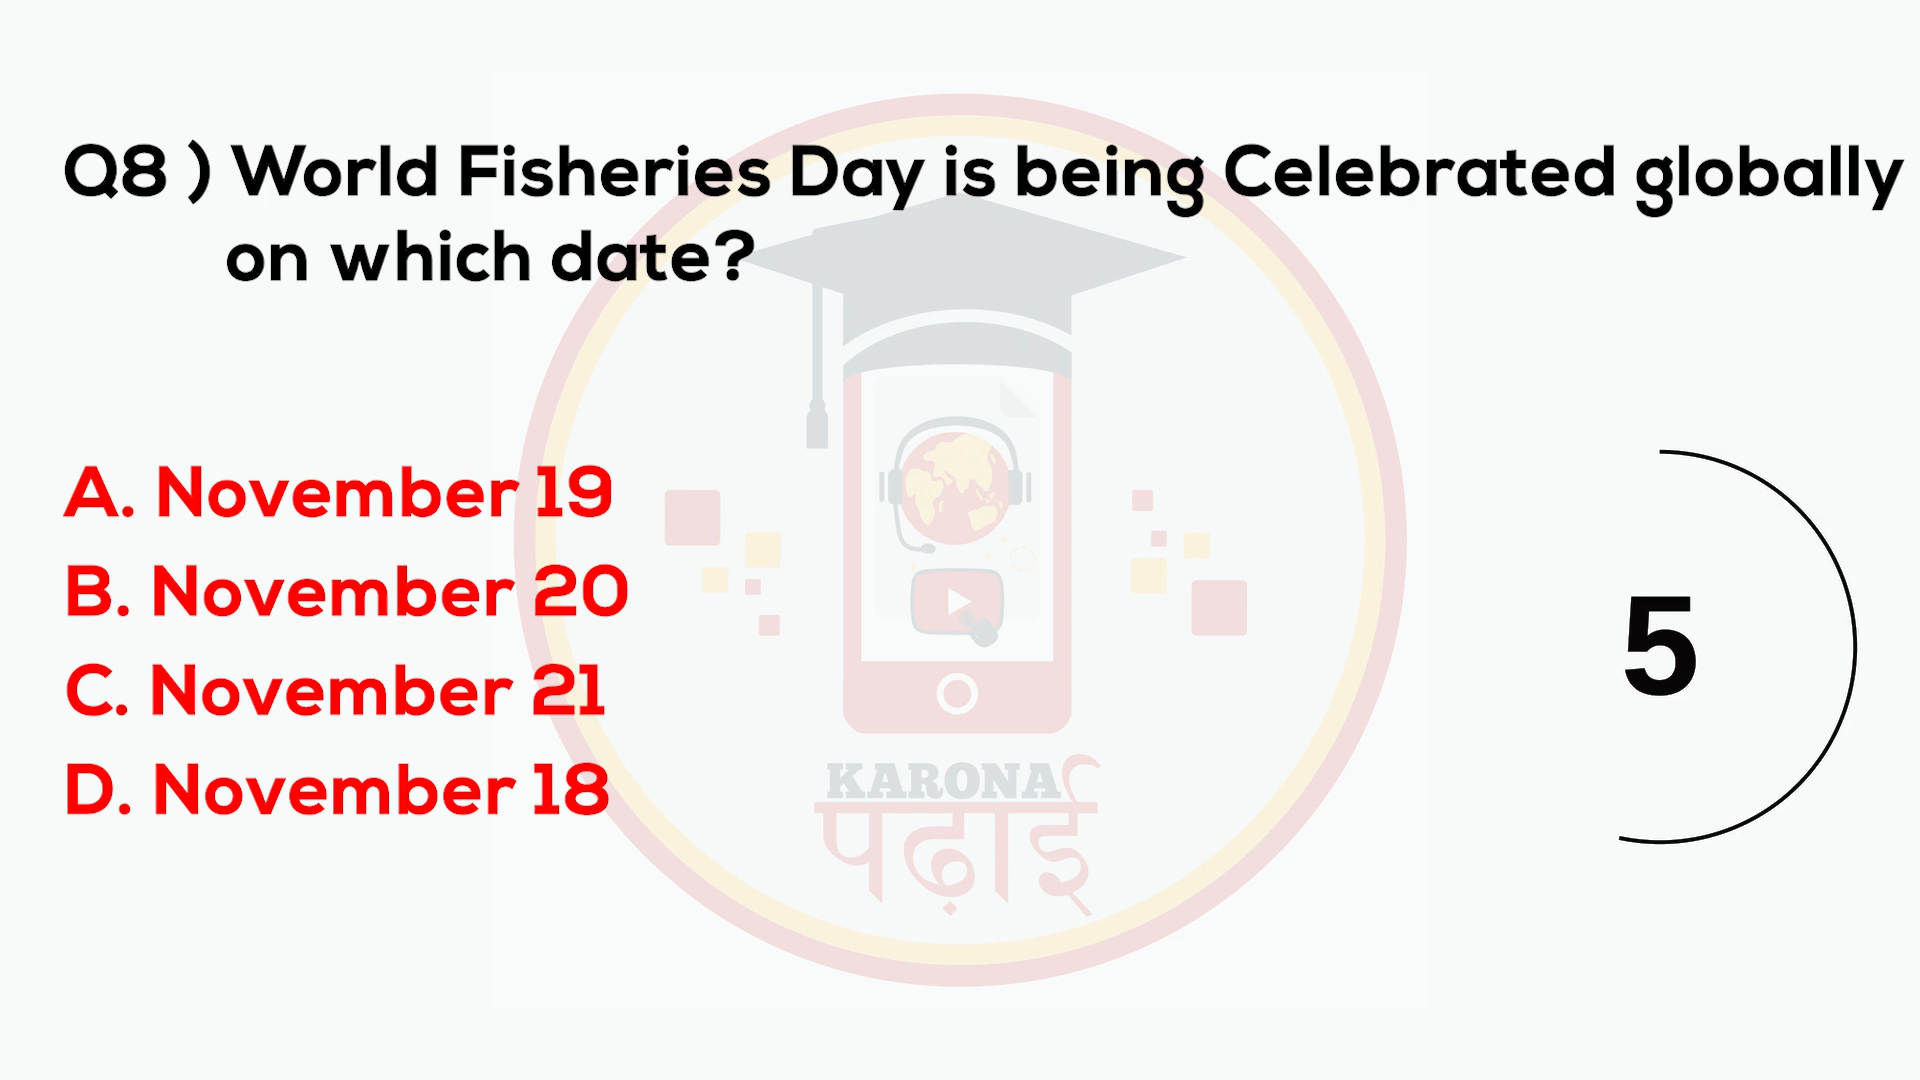 Q8 ) World Fisheries Day is being Celebrated globally
on which date?
A. November 19
B. November 20
C. November 21
D. November 18
5
KARONA
पढ़ाई